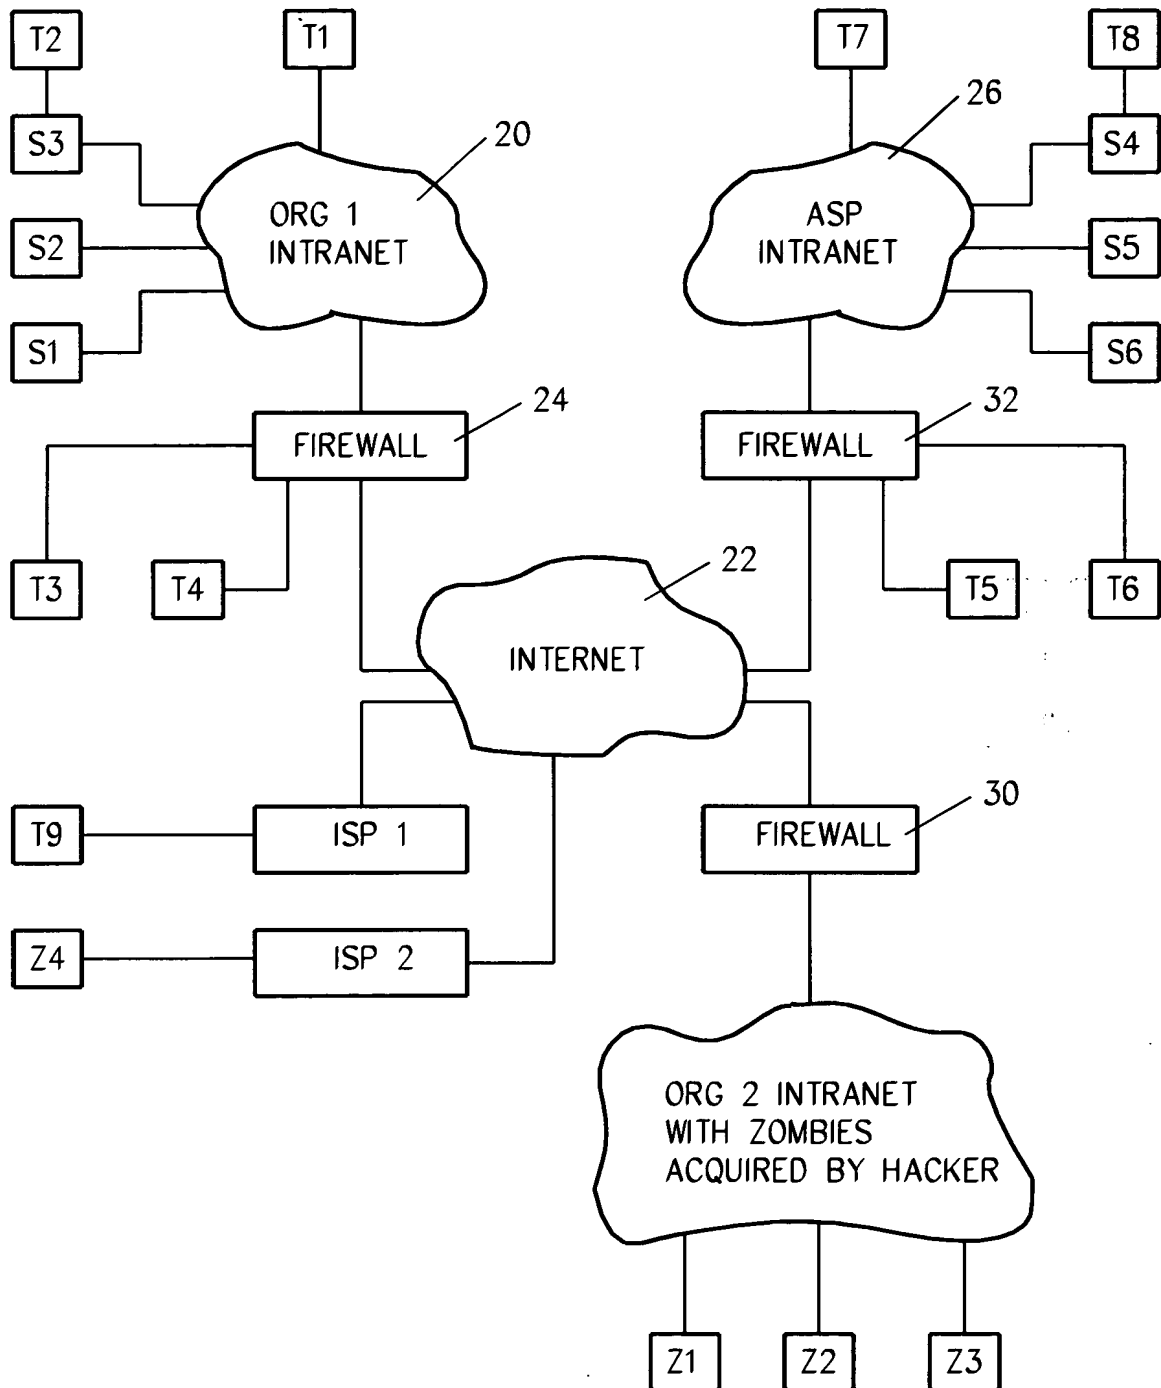 T2
T1
T7
T8
26
S3
20
S4
ORG 1
INTRANET
ASP
INTRANET
S2
S5
S1
S6
24
32
FIREWALL
FIREWALL
22
T3
T4
T5
T6
INTERNET
30
T9
ISP 1
FIREWALL
Z4
ISP 2
ORG 2 INTRANET
WITH ZOMBIES
ACQUIRED BY HACKER
Z1
Z2
Z3